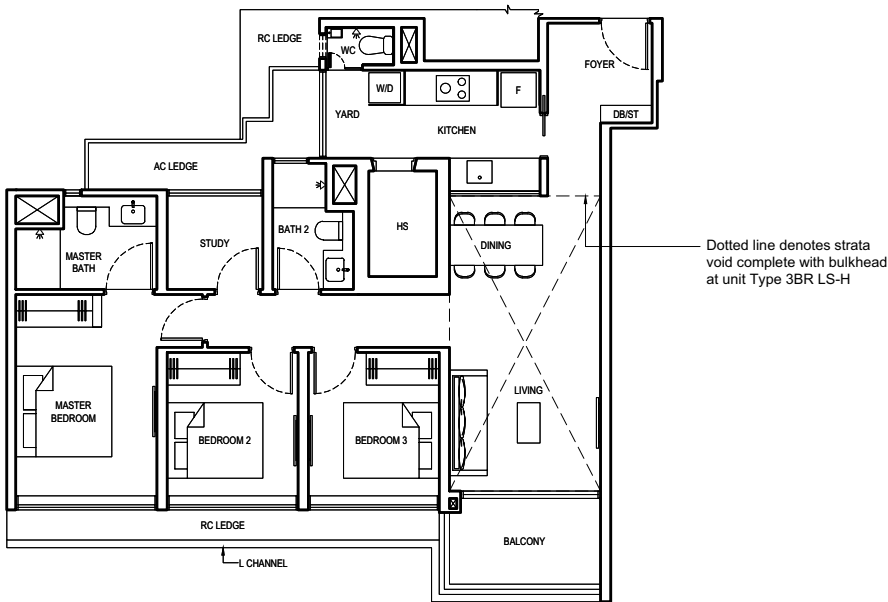 RC LEDGE
WC
FOYER
W/D
F
YARD
KITCHEN
DB/ST
AC LEDGE
STUDY
BATH 2
HS
DINING
MASTER
BATH
Dotted line denotes strata
void complete with bulkhead
at unit Type 3BR LS-H
MASTER
BEDROOM
BEDROOM 2
BEDROOM 3
LIVING
RC LEDGE
BALCONY
L CHANNEL